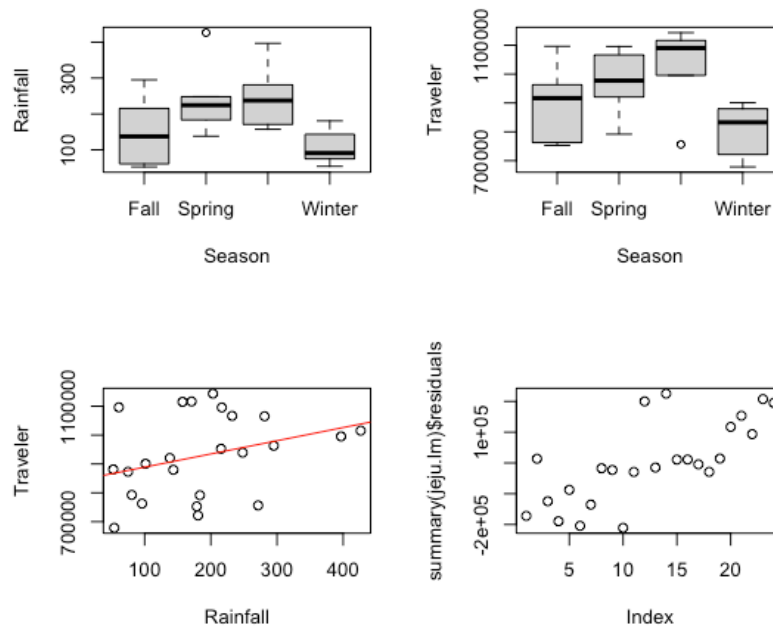 Rainfall
300
100
Fall Spring Winter
Season
Traveler
1100000
700000
Fall Spring Winter
Season
Traveler
1100000
700000
100 200 300 400
Rainfall
summary(jeju.lm)$residuals
1e+05
-2e+05
5 10 15 20
Index